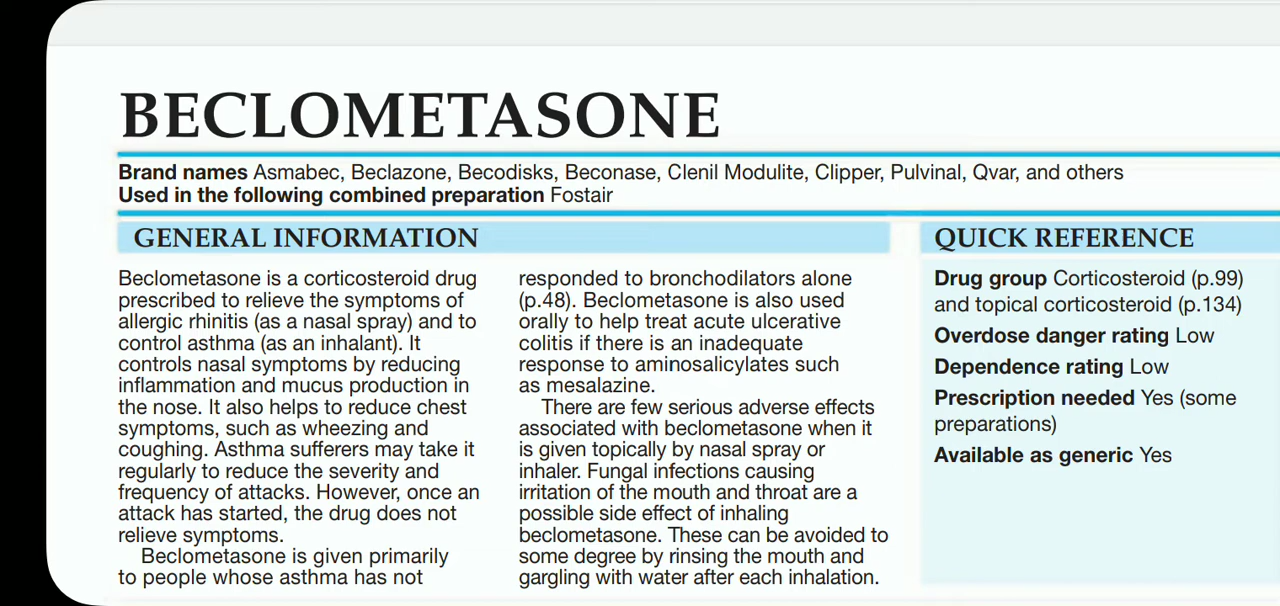 BECLOMETASONE
Brand names Asmabec, Beclazone, Becodisks, Beconase, Clenil Modulite, Clipper, Pulvinal, Qvar, and others
Used in the following combined preparation Fostair
GENERAL INFORMATION
Beclometasone is a corticosteroid drug
prescribed to relieve the symptoms of
allergic rhinitis (as a nasal spray) and to
control asthma (as an inhalant). It
controls nasal symptoms by reducing
inflammation and mucus production in
the nose. It also helps to reduce chest
symptoms, such as wheezing and
coughing. Asthma sufferers may take it
regularly to reduce the severity and
frequency of attacks. However, once an
attack has started, the drug does not
relieve symptoms.
Beclometasone is given primarily
to people whose asthma has not
responded to bronchodilators alone
(p.48). Beclometasone is also used
orally to help treat acute ulcerative
colitis if there is an inadequate
response to aminosalicylates such
as mesalazine.
There are few serious adverse effects
associated with beclometasone when it
is given topically by nasal spray or
inhaler. Fungal infections causing
irritation of the mouth and throat are a
possible side effect of inhaling
beclometasone. These can be avoided to
some degree by rinsing the mouth and
gargling with water after each inhalation.
QUICK REFERENCE
Drug group Corticosteroid (p.99)
and topical corticosteroid (p.134)
Overdose danger rating Low
Dependence rating Low
Prescription needed Yes (some
preparations)
Available as generic Yes